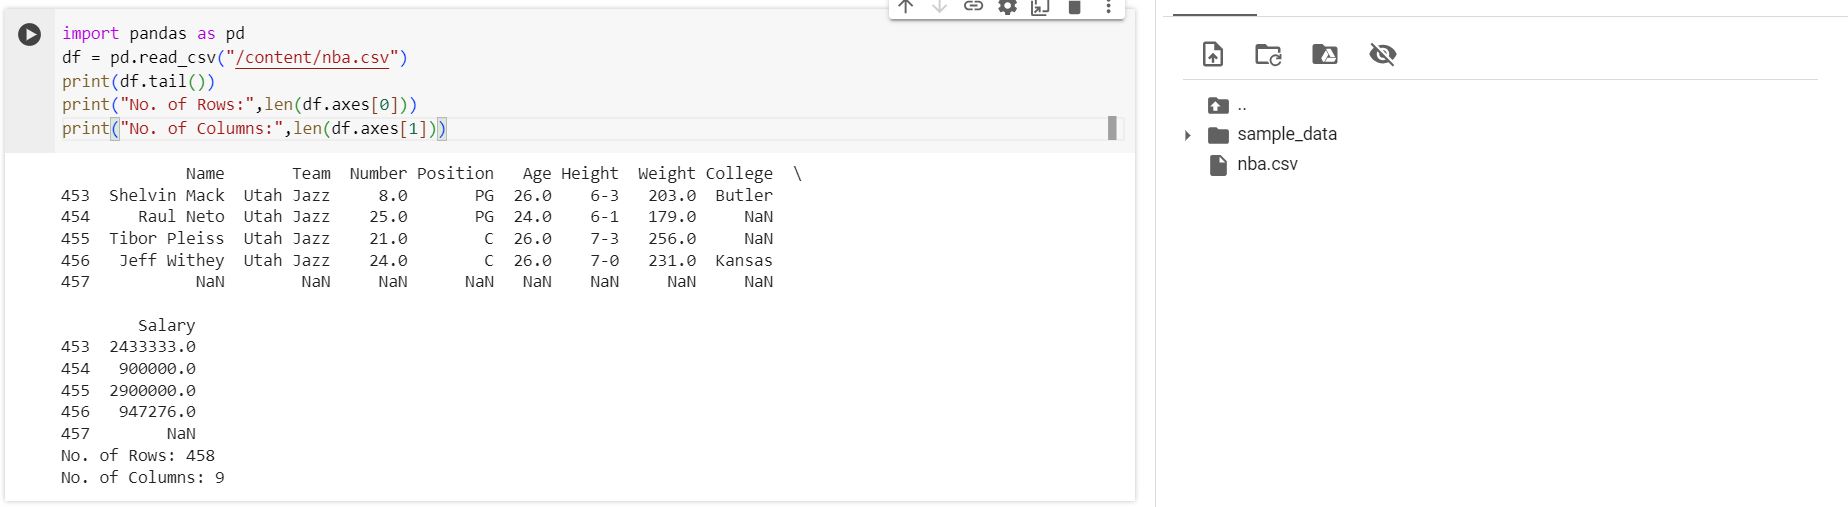 import pandas as pd
df = pd.read_csv("/content/nba.csv")
print(df.tail())
print("No. of Rows:",len(df.axes[0]))
print("No. of Columns:",len(df.axes[1]))
            Name       Team  Number Position   Age Height  Weight College  \
453  Shelvin Mack  Utah Jazz     8.0       PG  26.0    6-3   203.0  Butler
454     Raul Neto  Utah Jazz    25.0       PG  24.0    6-1   179.0     NaN
455  Tibor Pleiss  Utah Jazz    21.0        C  26.0    7-3   256.0     NaN
456   Jeff Withey  Utah Jazz    24.0        C  26.0    7-0   231.0  Kansas
457           NaN        NaN     NaN      NaN   NaN    NaN     NaN     NaN
        Salary
453  2433333.0
454   900000.0
455  2900000.0
456   947276.0
457        NaN
No. of Rows: 458
No. of Columns: 9
..
sample_data
nba.csv